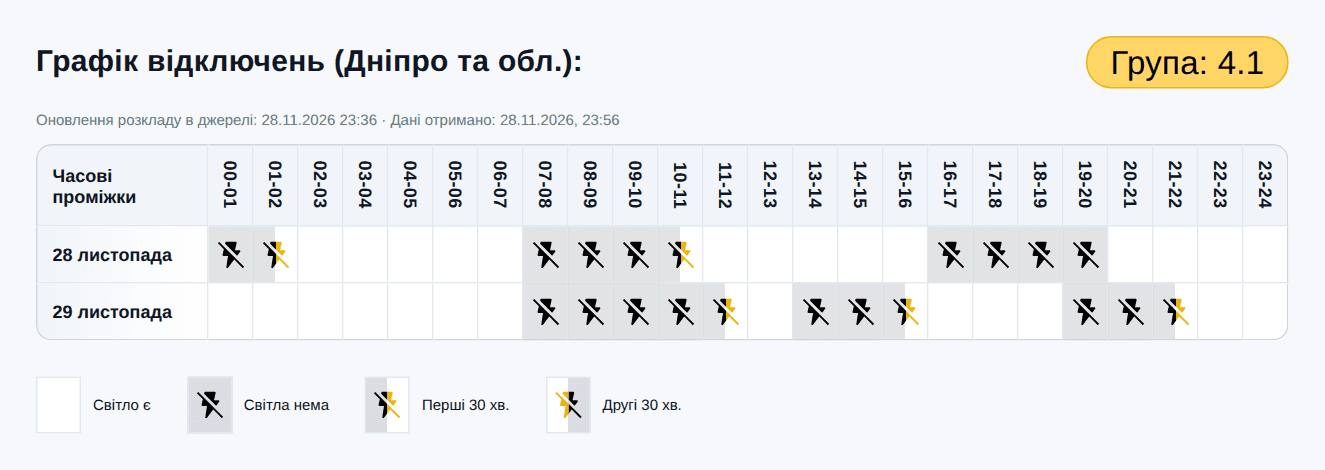 Графік відключень (Дніпро та обл.):
Група: 4.1
Оновлення розкладу в джерелі: 28.11.2026 23:36 · Дані отримано: 28.11.2026, 23:56
Часові
проміжки
00-01
01-02
02-03
03-04
04-05
05-06
06-07
07-08
08-09
09-10
10-11
11-12
12-13
13-14
14-15
15-16
16-17
17-18
18-19
19-20
20-21
21-22
22-23
23-24
28 листопада
29 листопада
Світло є
Світла нема
Перші 30 хв.
Другі 30 хв.